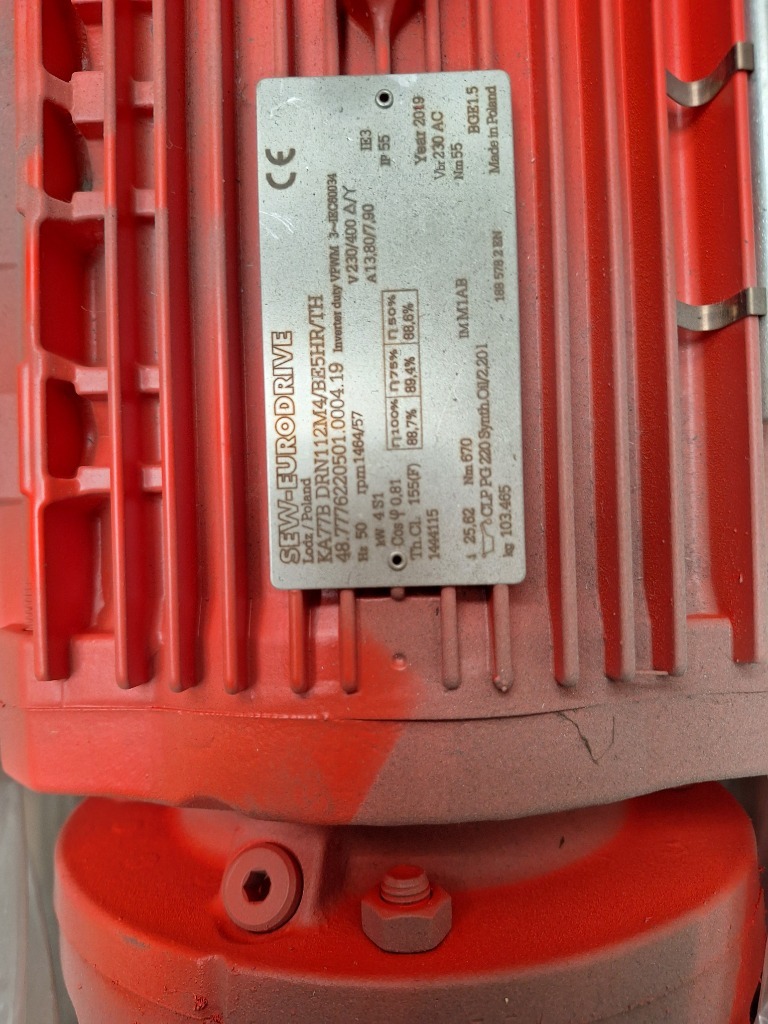 SEW-EURODRIVE CE
Lodz / Poland
KA77B DRN112M4/BE5HR/TH
48.7776220501.0004.19 Inverter duty VPWM 3~IEC60034
Hz 50 rpm 1464/57 V 230/400 Δ/Y IE3
kW 4 S1 A 13,80/7,90 IP 55
Cos φ 0,81 η100% η75% η50%
Th.Cl. 155(F) 88,7% 89,4% 88,6% Year 2019
1444115 Vbr 230 AC
i 25,62 Nm 670 IM M1AB Nm 55
CLP PG 220 Synth.Oil/2,20 l BGE1.5
kg 103.465 188 578 2 EN Made in Poland